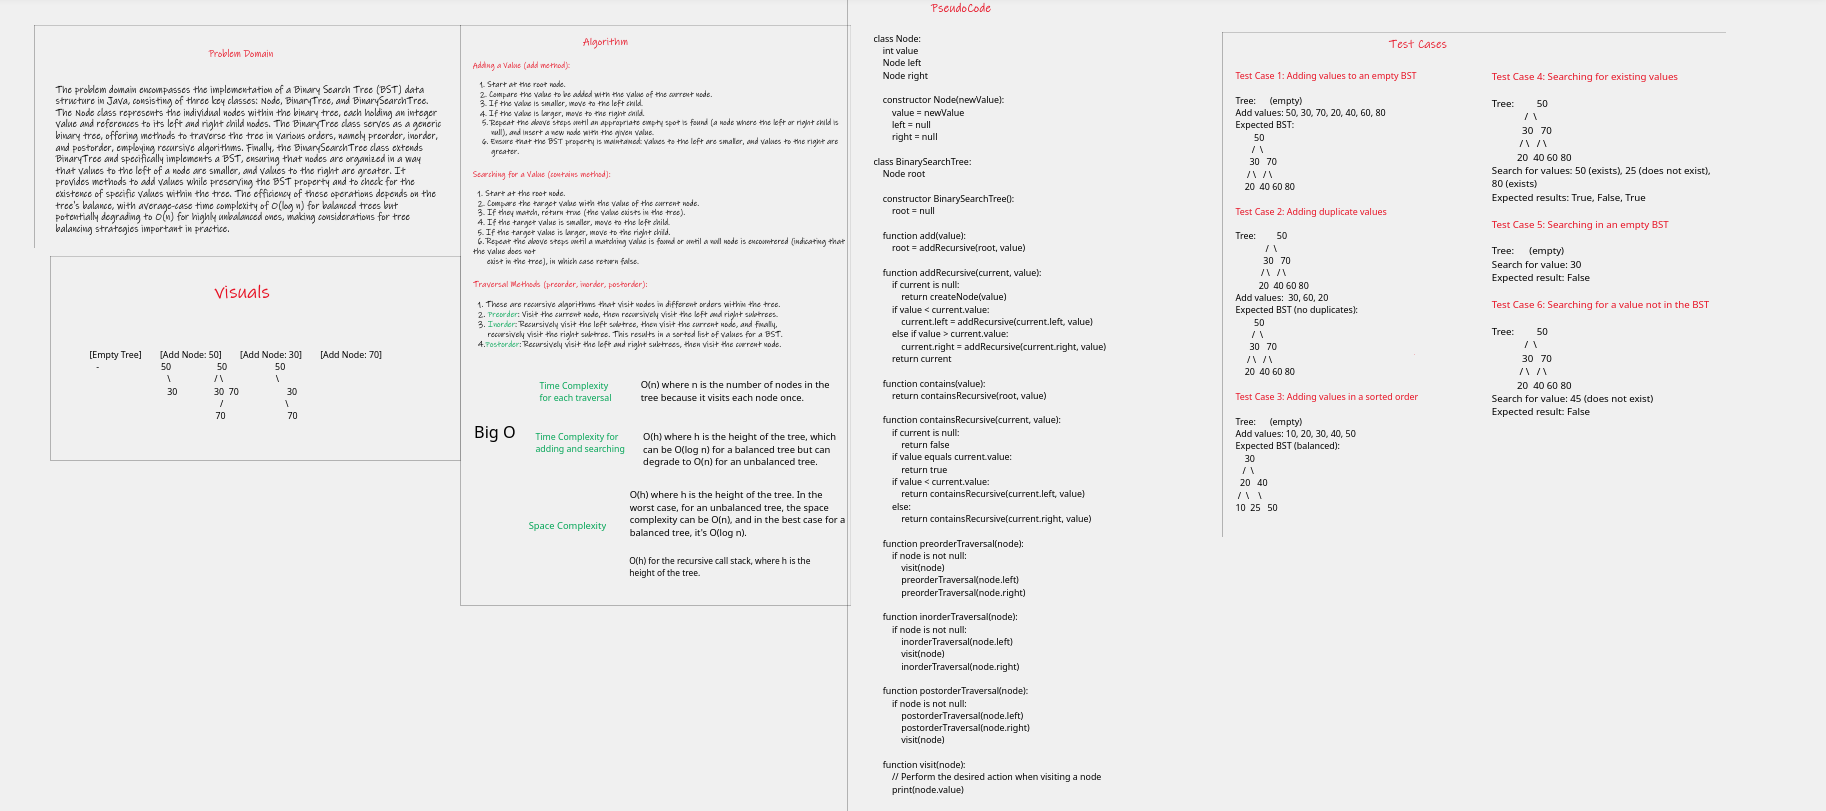 Problem Domain
The problem domain encompasses the implementation of a Binary Search Tree (BST) data
structure in Java, consisting of three key classes: Node, BinaryTree, and BinarySearchTree.
The Node class represents the individual nodes within the binary tree, each holding an integer
value and references to its left and right child nodes. The BinaryTree class serves as a generic
binary tree, offering methods to traverse the tree in various orders, namely preorder, inorder,
and postorder, employing recursive algorithms. Finally, the BinarySearchTree class extends
BinaryTree and specifically implements a BST, ensuring that nodes are organized in a way
that values to the left of a node are smaller, and values to the right are greater. It
provides methods to add values while preserving the BST property and to check for the
existence of specific values within the tree. The efficiency of these operations depends on the
tree's balance, with average-case time complexity of O(log n) for balanced trees but
potentially degrading to O(n) for highly unbalanced ones, making considerations for tree
balancing strategies important in practice.
Visuals
[Empty Tree] [Add Node: 50] [Add Node: 30] [Add Node: 70]
- 50 50 50
\ / \ \
30 30 70 30
/ \
70 70
Algorithm
Adding a Value (add method):
1. Start at the root node.
2. Compare the value to be added with the value of the current node.
3. If the value is smaller, move to the left child.
4. If the value is larger, move to the right child.
5. Repeat the above steps until an appropriate empty spot is found (a node where the left or right child is
null), and insert a new node with the given value.
6. Ensure that the BST property is maintained: values to the left are smaller, and values to the right are
greater.
Searching for a Value (contains method):
1. Start at the root node.
2. Compare the target value with the value of the current node.
3. If they match, return true (the value exists in the tree).
4. If the target value is smaller, move to the left child.
5. If the target value is larger, move to the right child.
6. Repeat the above steps until a matching value is found or until a null node is encountered (indicating that
the value does not
exist in the tree), in which case return false.
Traversal Methods (preorder, inorder, postorder):
1. These are recursive algorithms that visit nodes in different orders within the tree.
2. Preorder: Visit the current node, then recursively visit the left and right subtrees.
3. Inorder: Recursively visit the left subtree, then visit the current node, and finally,
recursively visit the right subtree. This results in a sorted list of values for a BST.
4.Postorder: Recursively visit the left and right subtrees, then visit the current node.
Big O
Time Complexity
for each traversal
O(n) where n is the number of nodes in the
tree because it visits each node once.
Time Complexity for
adding and searching
O(h) where h is the height of the tree, which
can be O(log n) for a balanced tree but can
degrade to O(n) for an unbalanced tree.
Space Complexity
O(h) where h is the height of the tree. In the
worst case, for an unbalanced tree, the space
complexity can be O(n), and in the best case for a
balanced tree, it's O(log n).
O(h) for the recursive call stack, where h is the
height of the tree.
PseudoCode
class Node:
int value
Node left
Node right
constructor Node(newValue):
value = newValue
left = null
right = null
class BinarySearchTree:
Node root
constructor BinarySearchTree():
root = null
function add(value):
root = addRecursive(root, value)
function addRecursive(current, value):
if current is null:
return createNode(value)
if value < current.value:
current.left = addRecursive(current.left, value)
else if value > current.value:
current.right = addRecursive(current.right, value)
return current
function contains(value):
return containsRecursive(root, value)
function containsRecursive(current, value):
if current is null:
return false
if value equals current.value:
return true
if value < current.value:
return containsRecursive(current.left, value)
else:
return containsRecursive(current.right, value)
function preorderTraversal(node):
if node is not null:
visit(node)
preorderTraversal(node.left)
preorderTraversal(node.right)
function inorderTraversal(node):
if node is not null:
inorderTraversal(node.left)
visit(node)
inorderTraversal(node.right)
function postorderTraversal(node):
if node is not null:
postorderTraversal(node.left)
postorderTraversal(node.right)
visit(node)
function visit(node):
// Perform the desired action when visiting a node
print(node.value)
Test Cases
Test Case 1: Adding values to an empty BST
Tree: (empty)
Add values: 50, 30, 70, 20, 40, 60, 80
Expected BST:
50
/ \
30 70
/ \ / \
20 40 60 80
Test Case 2: Adding duplicate values
Tree: 50
/ \
30 70
/ \ / \
20 40 60 80
Add values: 30, 60, 20
Expected BST (no duplicates):
50
/ \
30 70
/ \ / \
20 40 60 80
Test Case 3: Adding values in a sorted order
Tree: (empty)
Add values: 10, 20, 30, 40, 50
Expected BST (balanced):
30
/ \
20 40
/ \ \
10 25 50
Test Case 4: Searching for existing values
Tree: 50
/ \
30 70
/ \ / \
20 40 60 80
Search for values: 50 (exists), 25 (does not exist),
80 (exists)
Expected results: True, False, True
Test Case 5: Searching in an empty BST
Tree: (empty)
Search for value: 30
Expected result: False
Test Case 6: Searching for a value not in the BST
Tree: 50
/ \
30 70
/ \ / \
20 40 60 80
Search for value: 45 (does not exist)
Expected result: False